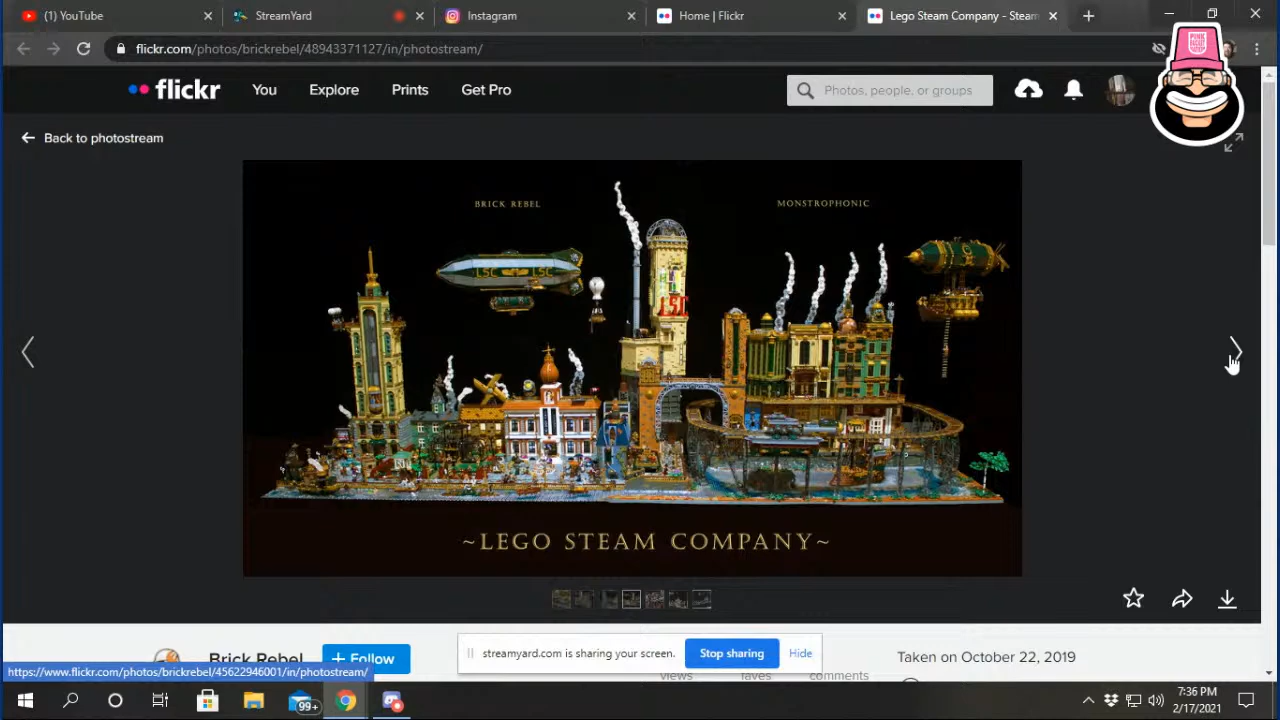 (1) YouTube
StreamYard
Instagram
Home | Flickr
Lego Steam Company - Steam
flickr.com/photos/brickrebel/48943371127/in/photostream/
flickr
You
Explore
Prints
Get Pro
Photos, people, or groups
PINK
BUCKET
Back to photostream
BRICK REBEL
MONSTROPHONIC
LSC
LSC
LSC
~LEGO STEAM COMPANY~
Brick Rebel
+ Follow
streamyard.com is sharing your screen.
Stop sharing
Hide
Taken on October 22, 2019
views
faves
comments
https://www.flickr.com/photos/brickrebel/45622946001/in/photostream/
99+
7:36 PM
2/17/2021